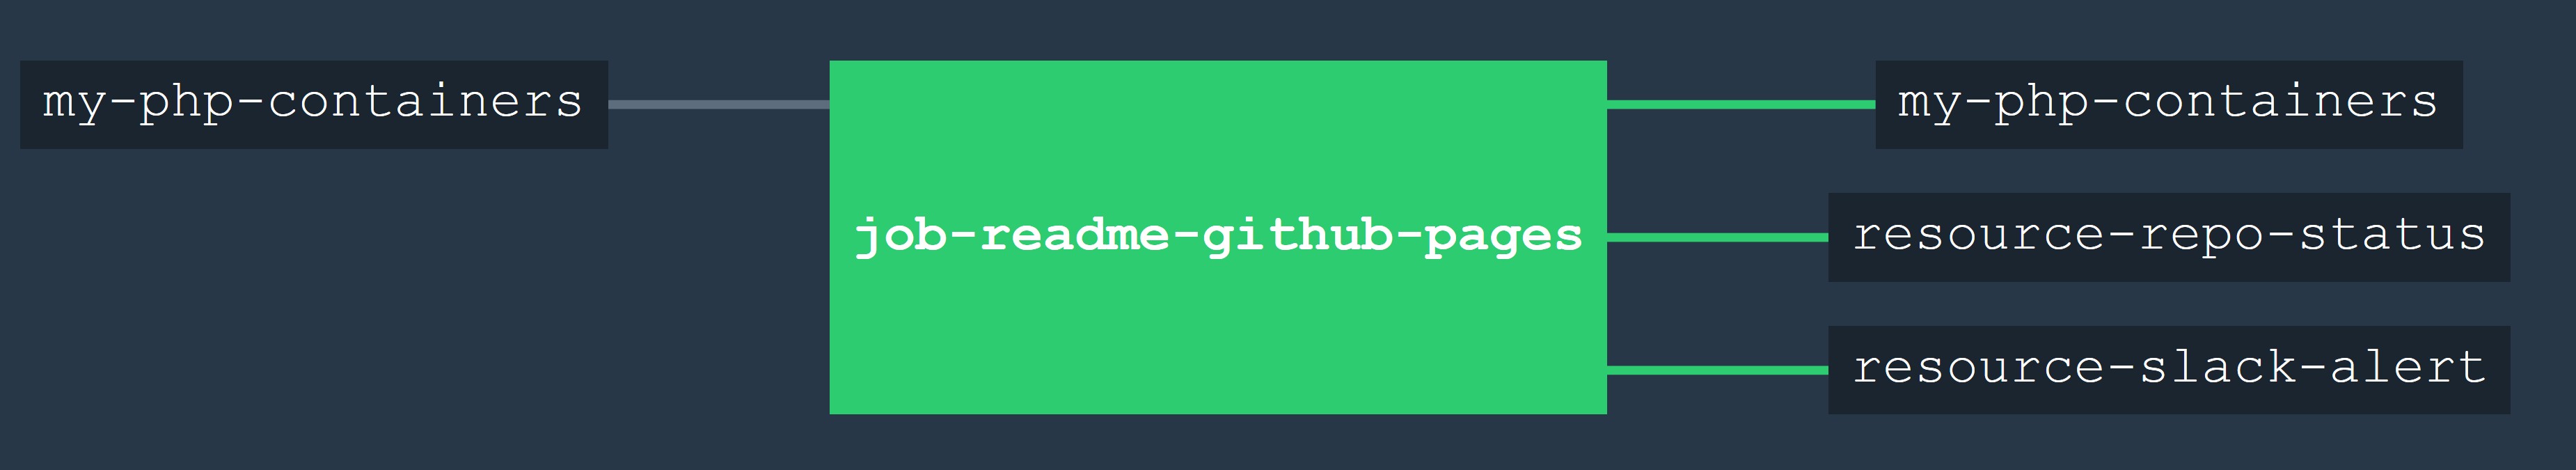 my-php-containers
job-readme-github-pages
my-php-containers
resource-repo-status
resource-slack-alert